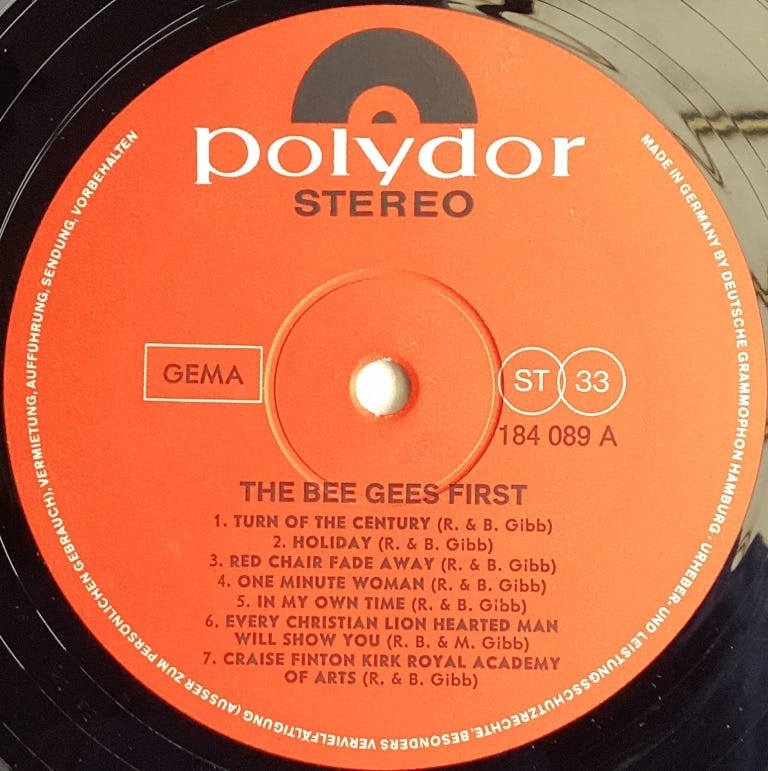 polydor
STEREO
GEMA
ST 33
184 089 A
THE BEE GEES FIRST
1. TURN OF THE CENTURY (R. & B. Gibb)
2. HOLIDAY (R. & B. Gibb)
3. RED CHAIR FADE AWAY (R. & B. Gibb)
4. ONE MINUTE WOMAN (R. & B. Gibb)
5. IN MY OWN TIME (R. & B. Gibb)
6. EVERY CHRISTIAN LION HEARTED MAN
WILL SHOW YOU (R. B. & M. Gibb)
7. CRAISE FINTON KIRK ROYAL ACADEMY
OF ARTS (R. & B. Gibb)
MADE IN GERMANY BY DEUTSCHE GRAMMOPHON HAMBURG · URHEBER- UND LEISTUNGSSCHUTZRECHTE, BESONDERS VERVIELFÄLTIGUNG (AUSSER ZUM PERSÖNLICHEN GEBRAUCH), VERMIETUNG, AUFFÜHRUNG, SENDUNG, VORBEHALTEN